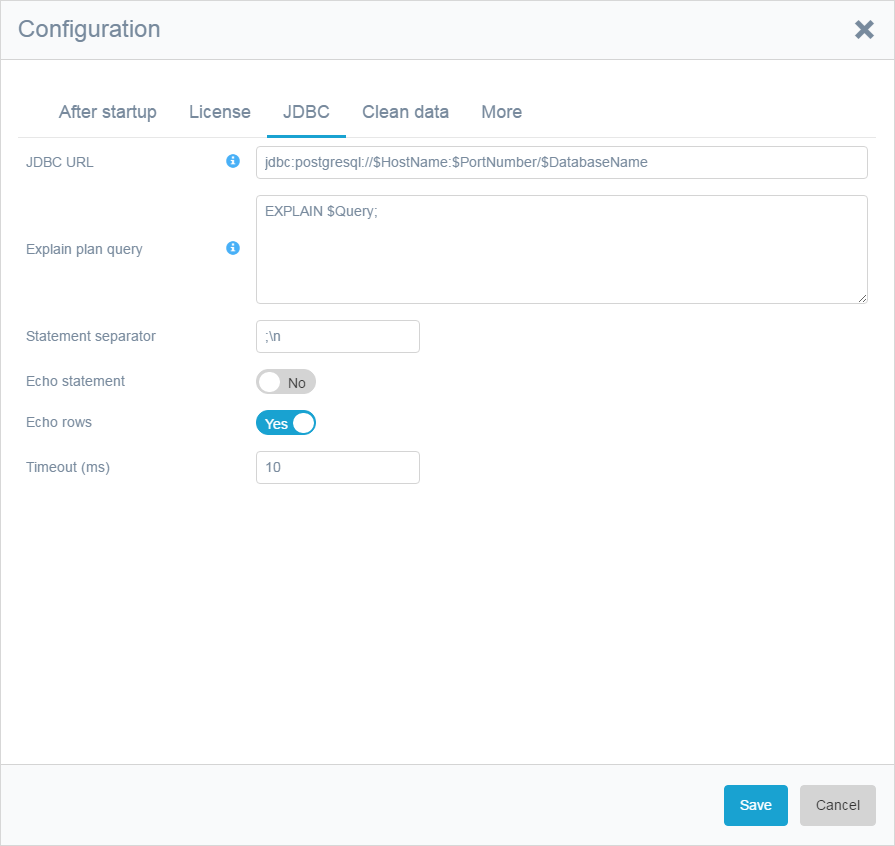 Configuration
After startup License JDBC Clean data More
JDBC URL jdbc:postgresql://$HostName:$PortNumber/$DatabaseName
EXPLAIN $Query;
Explain plan query
Statement separator ;\n
Echo statement No
Echo rows Yes
Timeout (ms) 10
Save Cancel